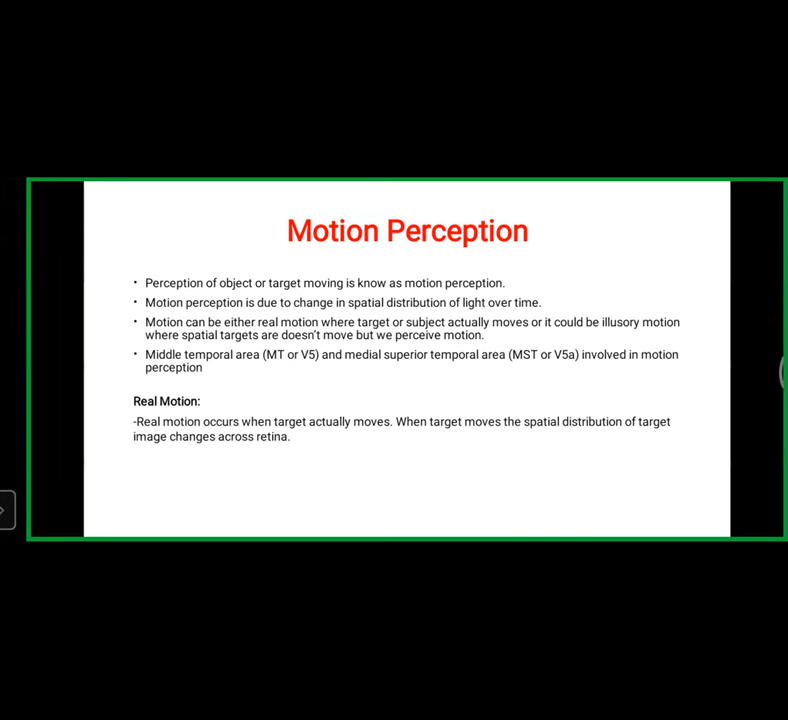 Motion Perception
• Perception of object or target moving is know as motion perception.
• Motion perception is due to change in spatial distribution of light over time.
• Motion can be either real motion where target or subject actually moves or it could be illusory motion
where spatial targets are doesn't move but we perceive motion.
• Middle temporal area (MT or V5) and medial superior temporal area (MST or V5a) involved in motion
perception
Real Motion:
-Real motion occurs when target actually moves. When target moves the spatial distribution of target
image changes across retina.